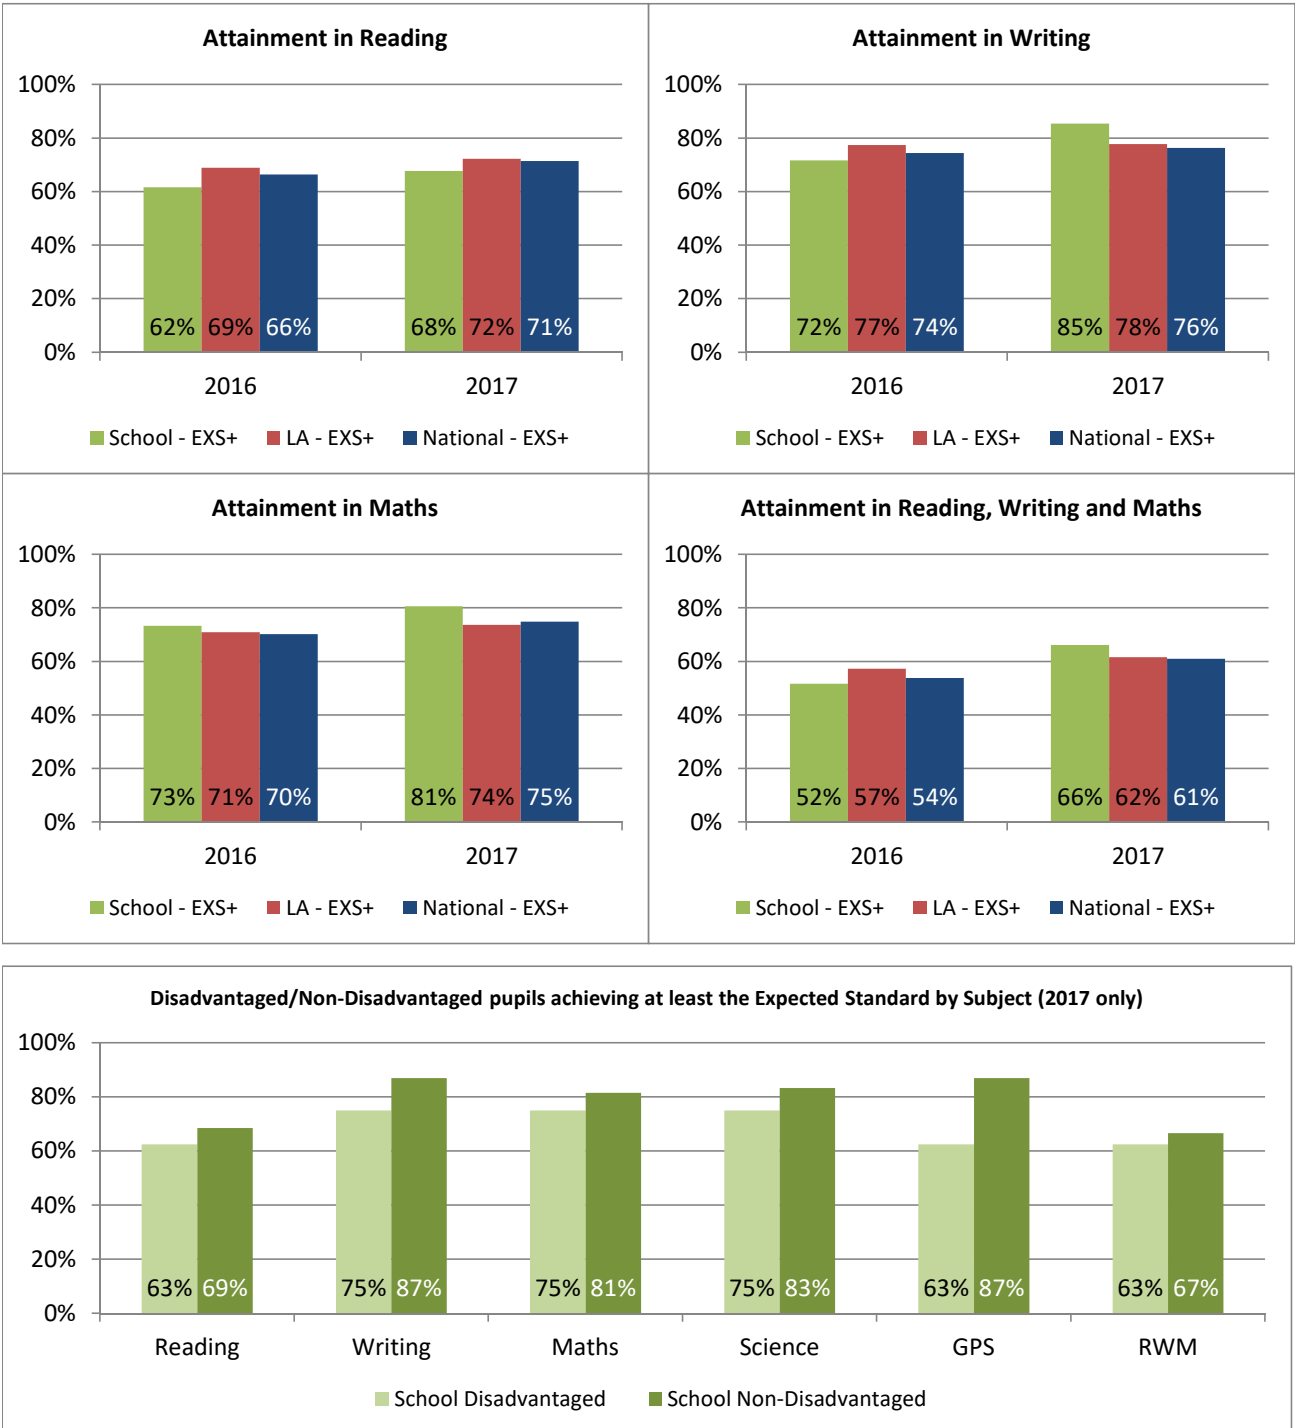 Attainment in Reading
100%
80%
60%
40%
20%
0%
62% 69% 66% 68% 72% 71%
2016 2017
School - EXS+ LA - EXS+ National - EXS+
Attainment in Writing
100%
80%
60%
40%
20%
0%
72% 77% 74% 85% 78% 76%
2016 2017
School - EXS+ LA - EXS+ National - EXS+
Attainment in Maths
100%
80%
60%
40%
20%
0%
73% 71% 70% 81% 74% 75%
2016 2017
School - EXS+ LA - EXS+ National - EXS+
Attainment in Reading, Writing and Maths
100%
80%
60%
40%
20%
0%
52% 57% 54% 66% 62% 61%
2016 2017
School - EXS+ LA - EXS+ National - EXS+
Disadvantaged/Non-Disadvantaged pupils achieving at least the Expected Standard by Subject (2017 only)
100%
80%
60%
40%
20%
0%
63% 69% 75% 87% 75% 81% 75% 83% 63% 87% 63% 67%
Reading Writing Maths Science GPS RWM
School Disadvantaged School Non-Disadvantaged